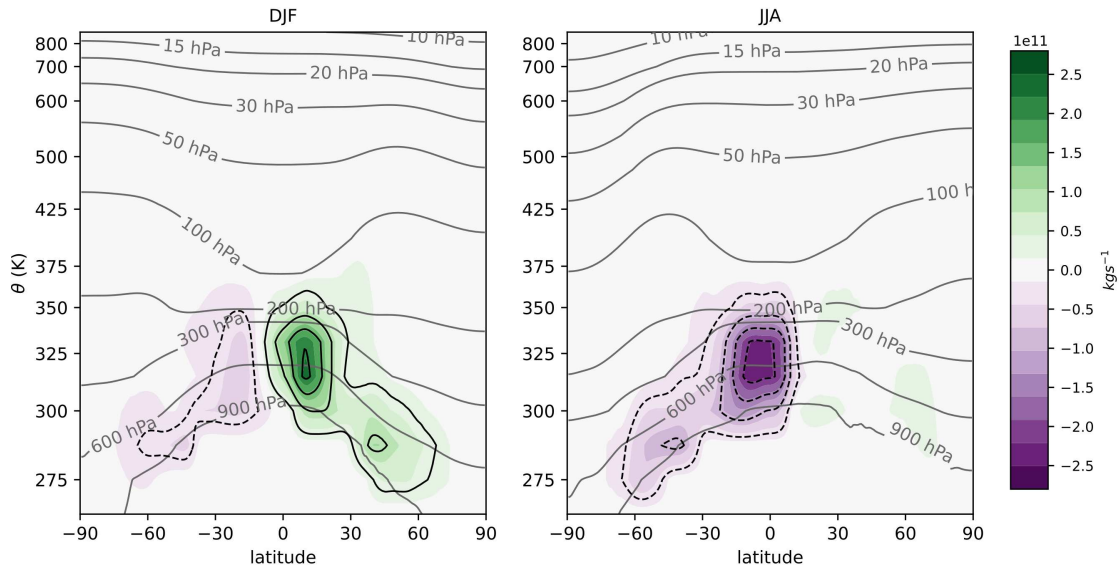 DJF
JJA
1e11
800
700
600
500
425
375
350
325
300
275
θ (K)
10 hPa
15 hPa
20 hPa
30 hPa
50 hPa
100 hPa
200 hPa
300 hPa
600 hPa
900 hPa
−90
−60
−30
0
30
60
90
latitude
800
700
600
500
425
375
350
325
300
275
10 hPa
15 hPa
20 hPa
30 hPa
50 hPa
100 h
200 hPa
300 hPa
600 hPa
900 hPa
−90
−60
−30
0
30
60
90
latitude
2.5
2.0
1.5
1.0
0.5
0.0
−0.5
−1.0
−1.5
−2.0
−2.5
kgs⁻¹